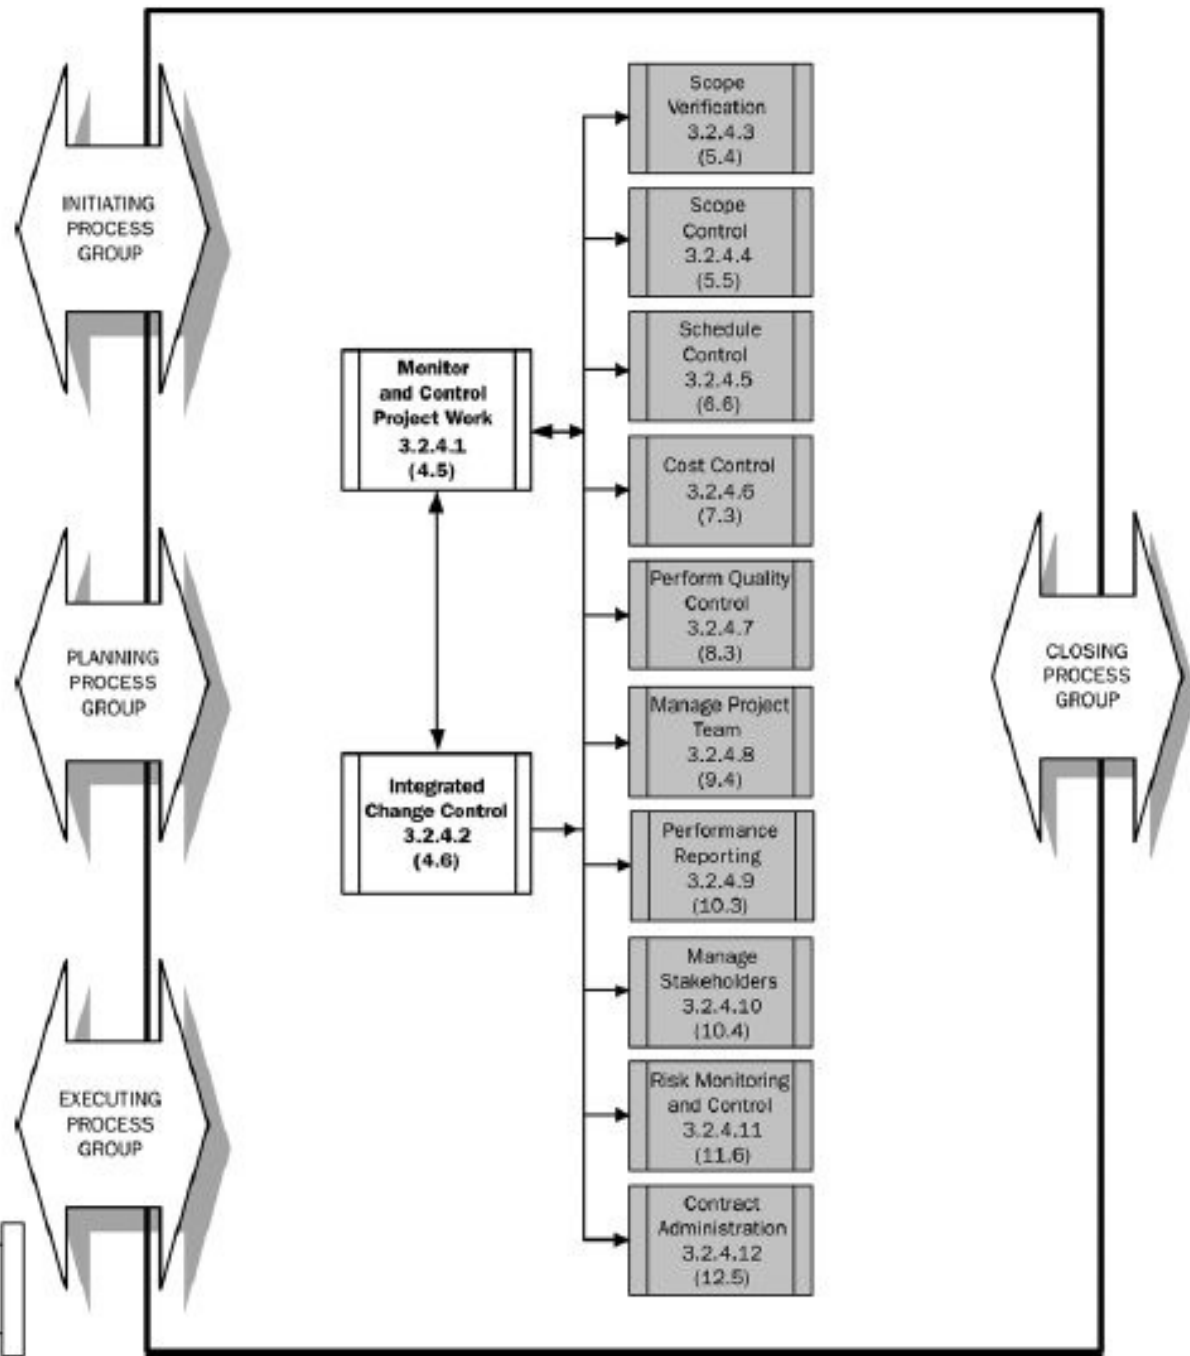 INITIATING
PROCESS
GROUP
PLANNING
PROCESS
GROUP
EXECUTING
PROCESS
GROUP
Monitor
and Control
Project Work
3.2.4.1
(4.5)
Integrated
Change Control
3.2.4.2
(4.6)
Scope
Verification
3.2.4.3
(5.4)
Scope
Control
3.2.4.4
(5.5)
Schedule
Control
3.2.4.5
(6.6)
Cost Control
3.2.4.6
(7.3)
Perform Quality
Control
3.2.4.7
(8.3)
Manage Project
Team
3.2.4.8
(9.4)
Performance
Reporting
3.2.4.9
(10.3)
Manage
Stakeholders
3.2.4.10
(10.4)
Risk Monitoring
and Control
3.2.4.11
(11.6)
Contract
Administration
3.2.4.12
(12.5)
CLOSING
PROCESS
GROUP